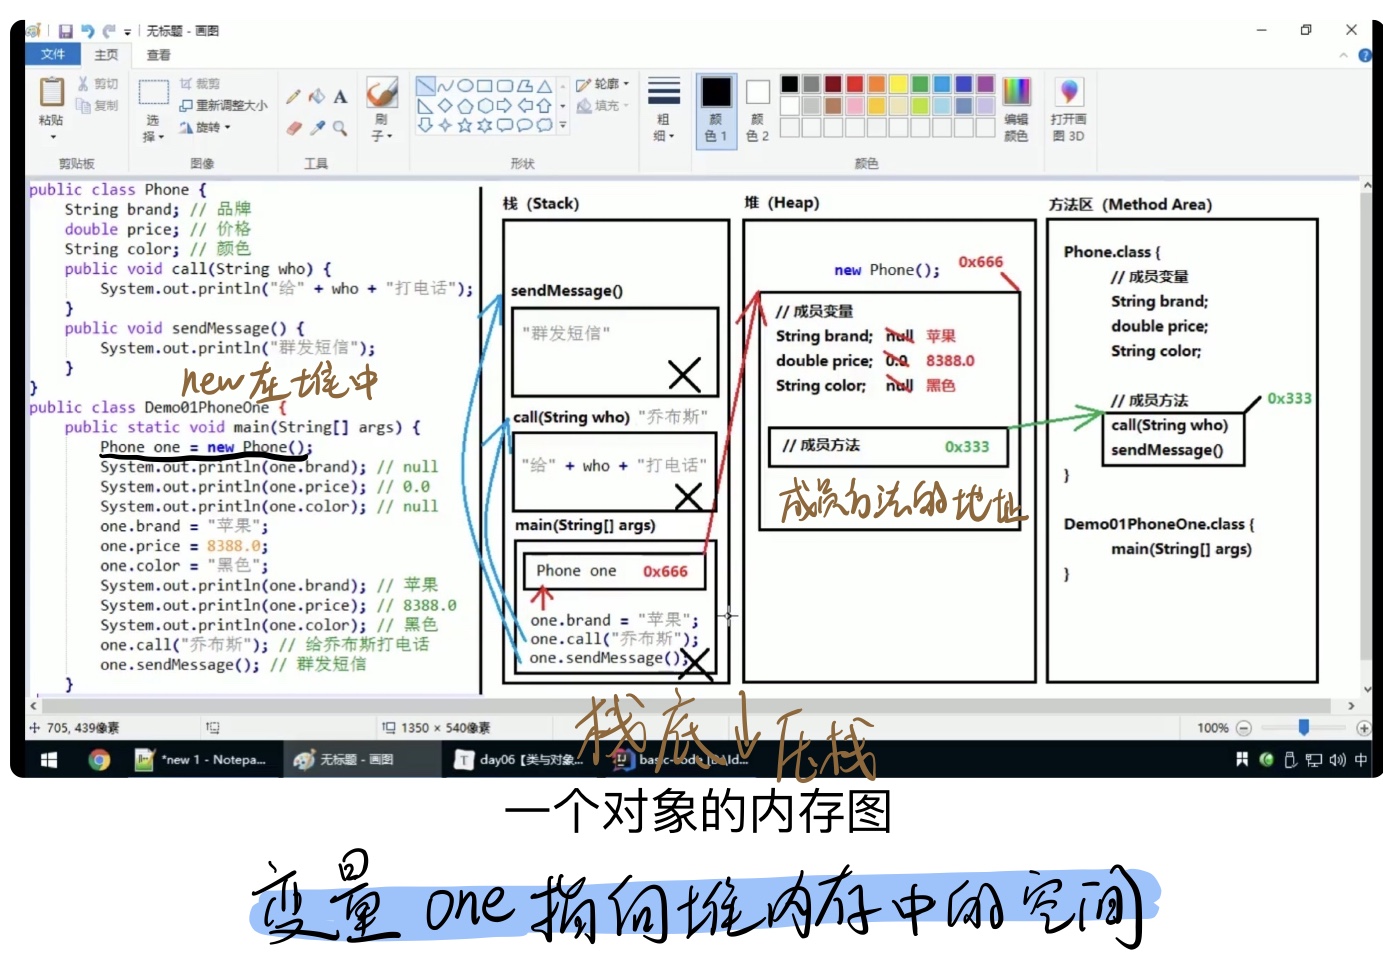 无标题 - 画图
文件 主页 查看
粘贴
剪切
复制
剪贴板
选择
裁剪
重新调整大小
旋转
图像
工具
刷子
形状
轮廓
填充
粗细
颜色 1
颜色 2
颜色
编辑颜色
打开画图 3D
public class Phone {
String brand; // 品牌
double price; // 价格
String color; // 颜色
public void call(String who) {
System.out.println("给" + who + "打电话");
}
public void sendMessage() {
System.out.println("群发短信");
}
}
new在堆中
public class Demo01PhoneOne {
public static void main(String[] args) {
Phone one = new Phone();
System.out.println(one.brand); // null
System.out.println(one.price); // 0.0
System.out.println(one.color); // null
one.brand = "苹果";
one.price = 8388.0;
one.color = "黑色";
System.out.println(one.brand); // 苹果
System.out.println(one.price); // 8388.0
System.out.println(one.color); // 黑色
one.call("乔布斯"); // 给乔布斯打电话
one.sendMessage(); // 群发短信
}
栈（Stack）
sendMessage()
"群发短信"
call(String who) "乔布斯"
"给" + who + "打电话"
main(String[] args)
Phone one 0x666
one.brand = "苹果";
one.call("乔布斯");
one.sendMessage();
堆（Heap）
new Phone(); 0x666
// 成员变量
String brand; null 苹果
double price; 0.0 8388.0
String color; null 黑色
// 成员方法 0x333
成员方法的地址
方法区（Method Area）
Phone.class {
// 成员变量
String brand;
double price;
String color;
// 成员方法 0x333
call(String who)
sendMessage()
}
Demo01PhoneOne.class {
main(String[] args)
}
705, 439像素
1350 × 540像素
100%
栈底 压栈
*new 1 - Notepa...
无标题 - 画图
day06【类与对象...
中
一个对象的内存图
变量 one 指向堆内存中的空间